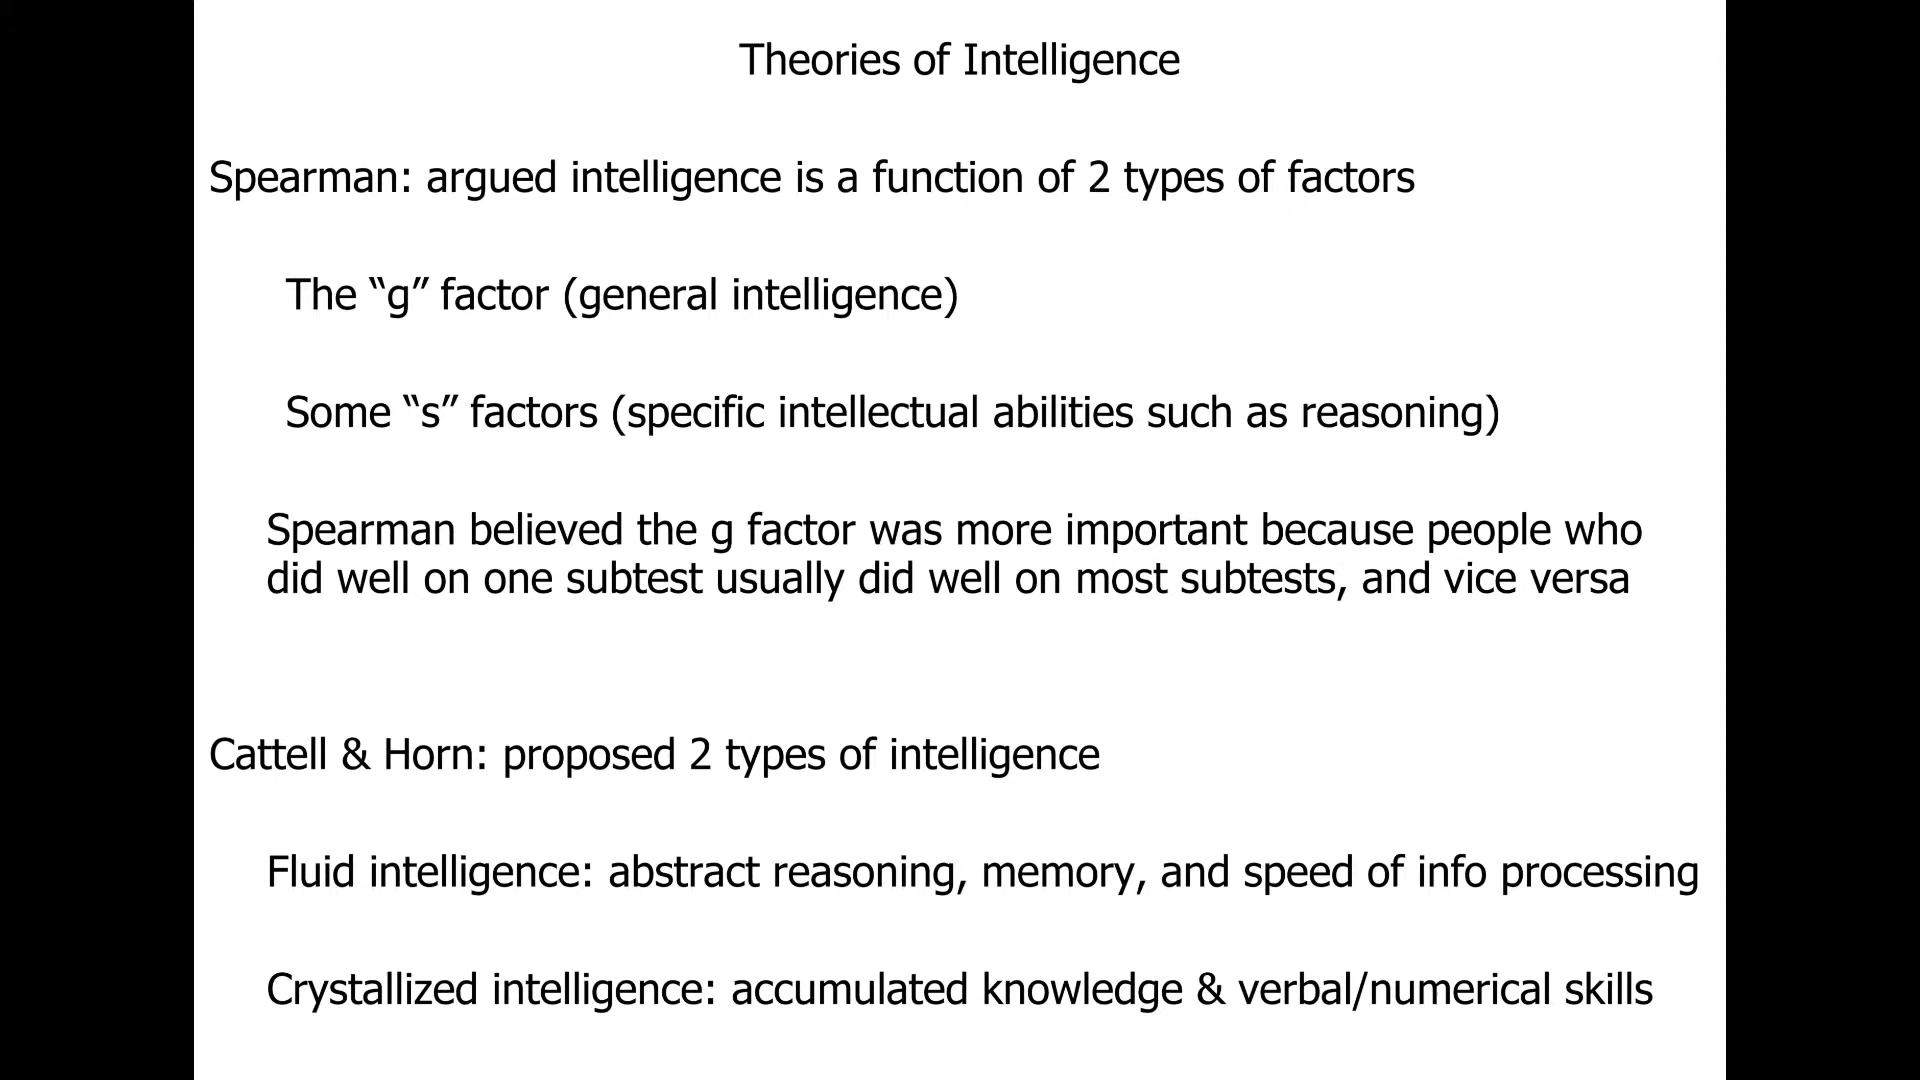 Theories of Intelligence
Spearman: argued intelligence is a function of 2 types of factors
The “g” factor (general intelligence)
Some “s” factors (specific intellectual abilities such as reasoning)
Spearman believed the g factor was more important because people who
did well on one subtest usually did well on most subtests, and vice versa
Cattell & Horn: proposed 2 types of intelligence
Fluid intelligence: abstract reasoning, memory, and speed of info processing
Crystallized intelligence: accumulated knowledge & verbal/numerical skills